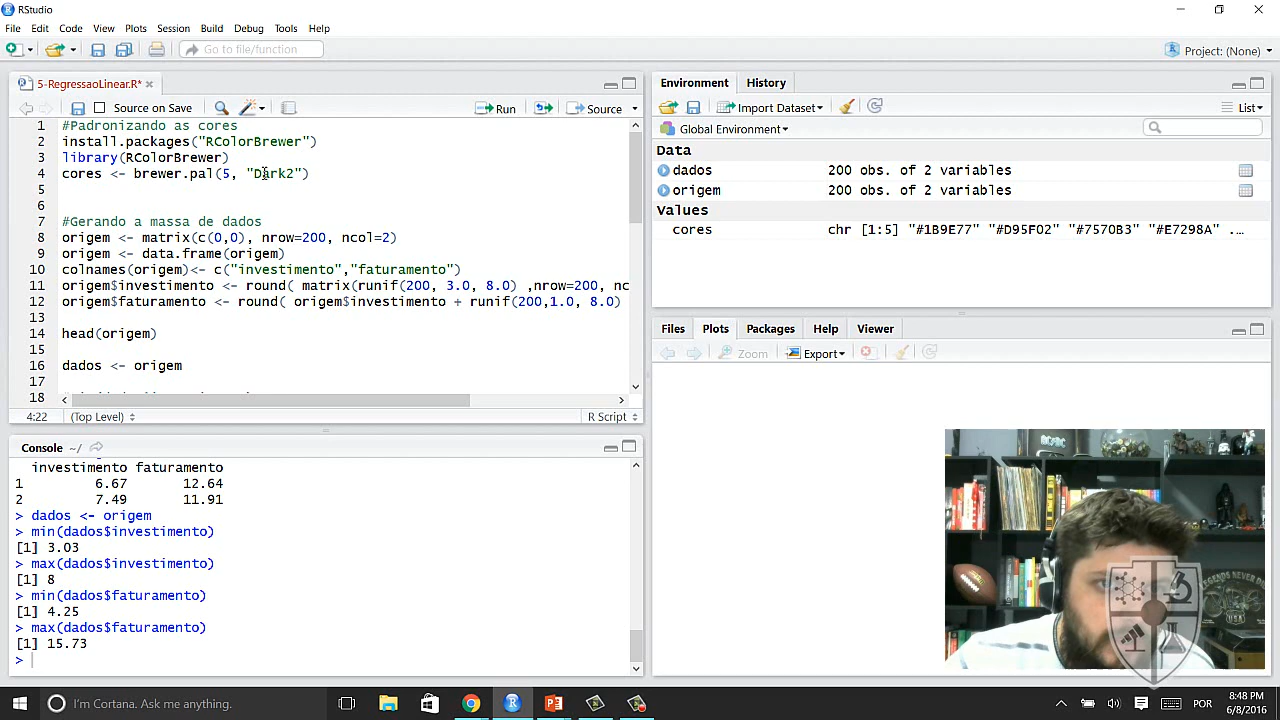 RStudio
File Edit Code View Plots Session Build Debug Tools Help
Go to file/function
Project: (None)
5-RegressaoLinear.R*
Source on Save
Run
Source
1 #Padronizando as cores
2 install.packages("RColorBrewer")
3 library(RColorBrewer)
4 cores <- brewer.pal(5, "Dark2")
5
6
7 #Gerando a massa de dados
8 origem <- matrix(c(0,0), nrow=200, ncol=2)
9 origem <- data.frame(origem)
10 colnames(origem)<- c("investimento","faturamento")
11 origem$investimento <- round( matrix(runif(200, 3.0, 8.0) ,nrow=200, nc
12 origem$faturamento <- round( origem$investimento + runif(200,1.0, 8.0)
13
14 head(origem)
15
16 dados <- origem
17
18
4:22 (Top Level) R Script
Console ~/
investimento faturamento
1 6.67 12.64
2 7.49 11.91
> dados <- origem
> min(dados$investimento)
[1] 3.03
> max(dados$investimento)
[1] 8
> min(dados$faturamento)
[1] 4.25
> max(dados$faturamento)
[1] 15.73
>
Environment History
Import Dataset List
Global Environment
Data
dados 200 obs. of 2 variables
origem 200 obs. of 2 variables
Values
cores chr [1:5] "#1B9E77" "#D95F02" "#7570B3" "#E7298A" ...
Files Plots Packages Help Viewer
Zoom Export
AC/DC
LEGENDS NEVER DIE
USA
I'm Cortana. Ask me anything.
POR
8:48 PM
6/8/2016